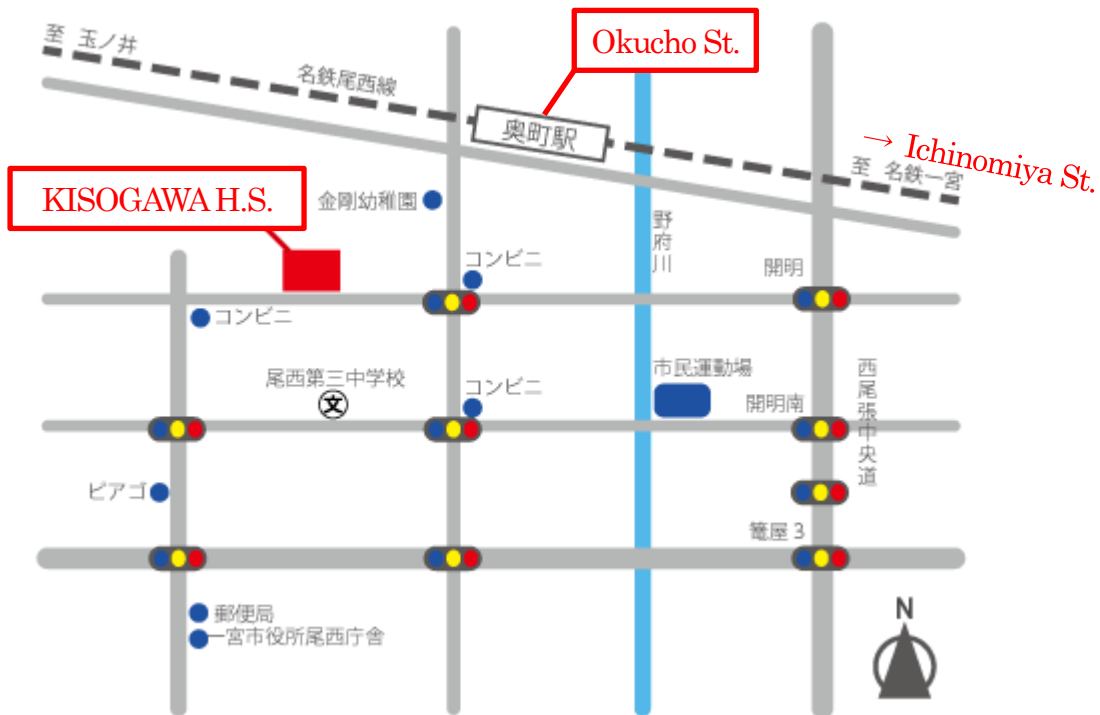 至 玉ノ井
Okucho St.
名鉄尾西線
奥町駅
→ Ichinomiya St.
至 名鉄一宮
KISOGAWA H.S.
金剛幼稚園
野府川
コンビニ
開明
コンビニ
尾西第三中学校
文
コンビニ
市民運動場
開明南
西尾張中央道
ピアゴ
篭屋 3
郵便局
一宮市役所尾西庁舎
N